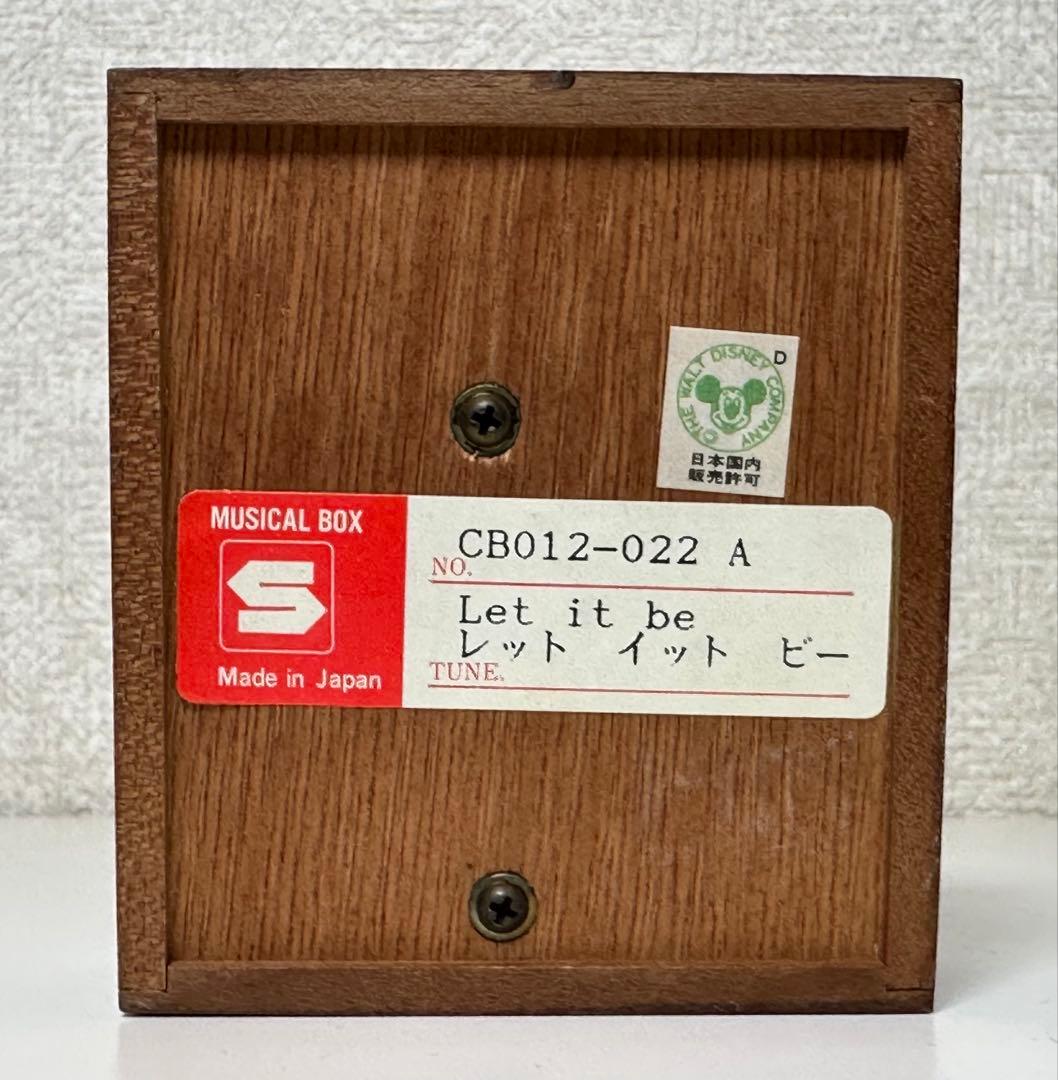 D
©THE WALT DISNEY COMPANY
日本国内
販売許可
MUSICAL BOX
S
Made in Japan
NO. CB012-022 A
Let it be
レット イット ビー
TUNE.